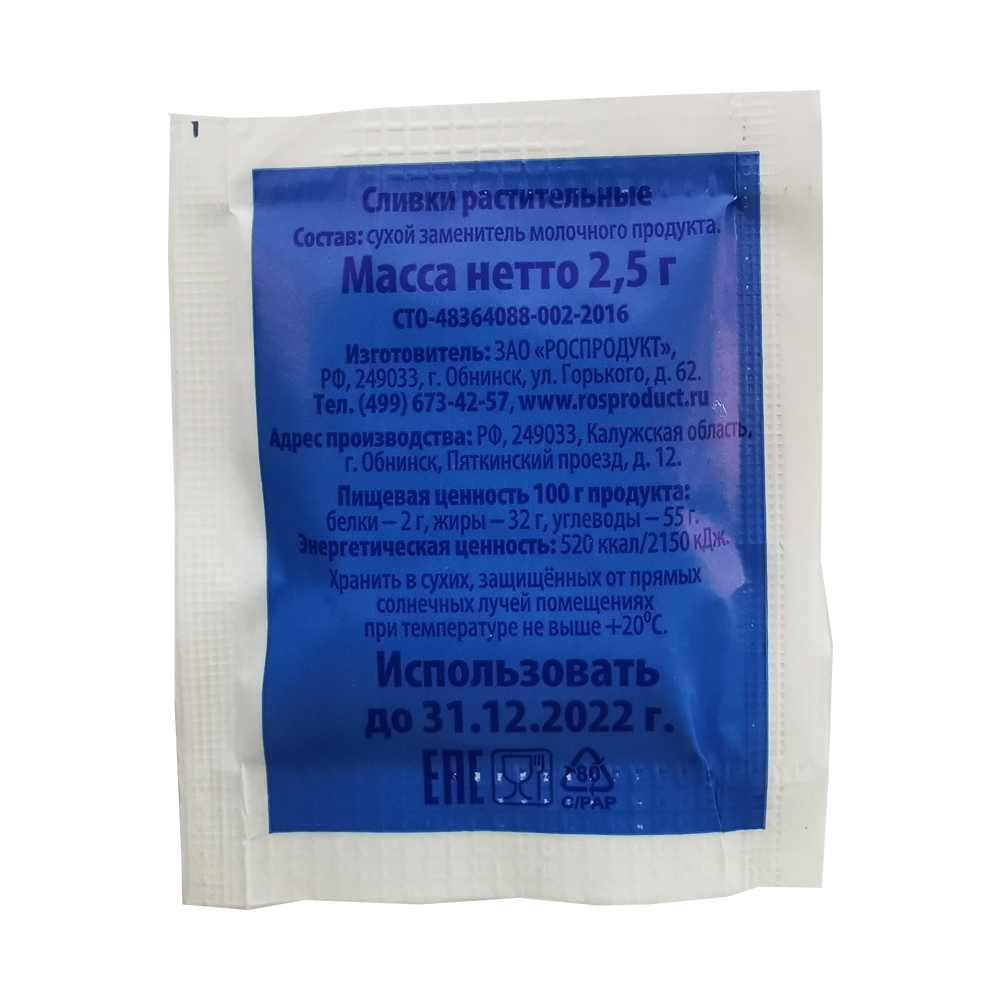 1
Сливки растительные
Состав: сухой заменитель молочного продукта.
Масса нетто 2,5 г
СТО-48364088-002-2016
Изготовитель: ЗАО «РОСПРОДУКТ»,
РФ, 249033, г. Обнинск, ул. Горького, д. 62.
Тел. (499) 673-42-57, www.rosproduct.ru
Адрес производства: РФ, 249033, Калужская область,
г. Обнинск, Пяткинский проезд, д. 12.
Пищевая ценность 100 г продукта:
белки – 2 г, жиры – 32 г, углеводы – 55 г.
Энергетическая ценность: 520 ккал/2150 кДж.
Хранить в сухих, защищённых от прямых
солнечных лучей помещениях
при температуре не выше +20⁰С.
Использовать
до 31.12.2022 г.
ЕАС 80
C/PAP